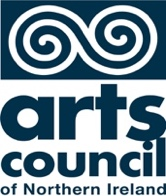 arts
council
of Northern Ireland